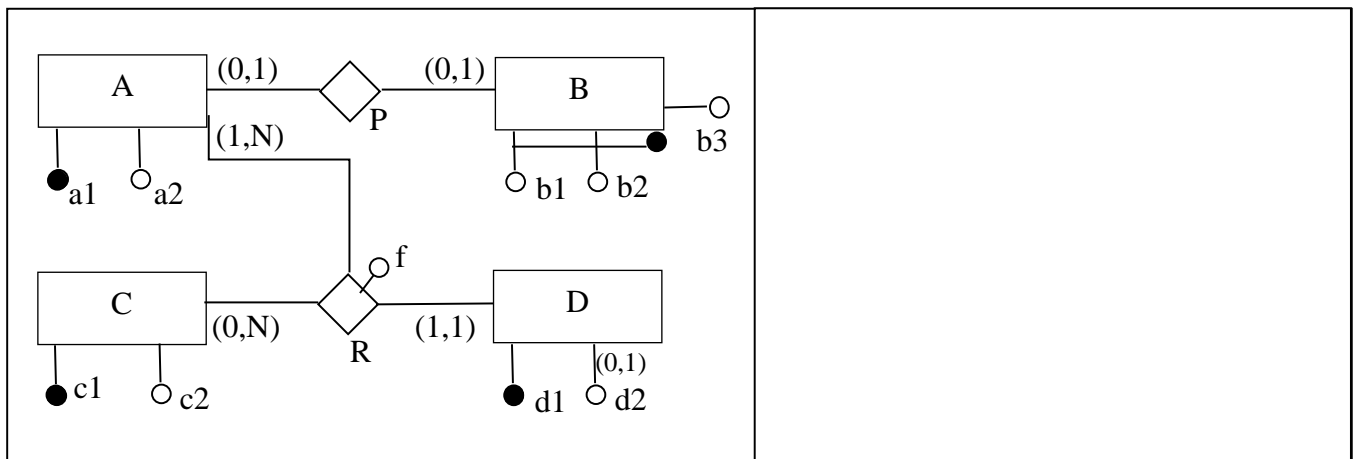 (0,1) (0,1)
A B
P b3
(1,N)
a1 a2 b1 b2
f
C D
(0,N) (1,1)
R (0,1)
c1 c2 d1 d2